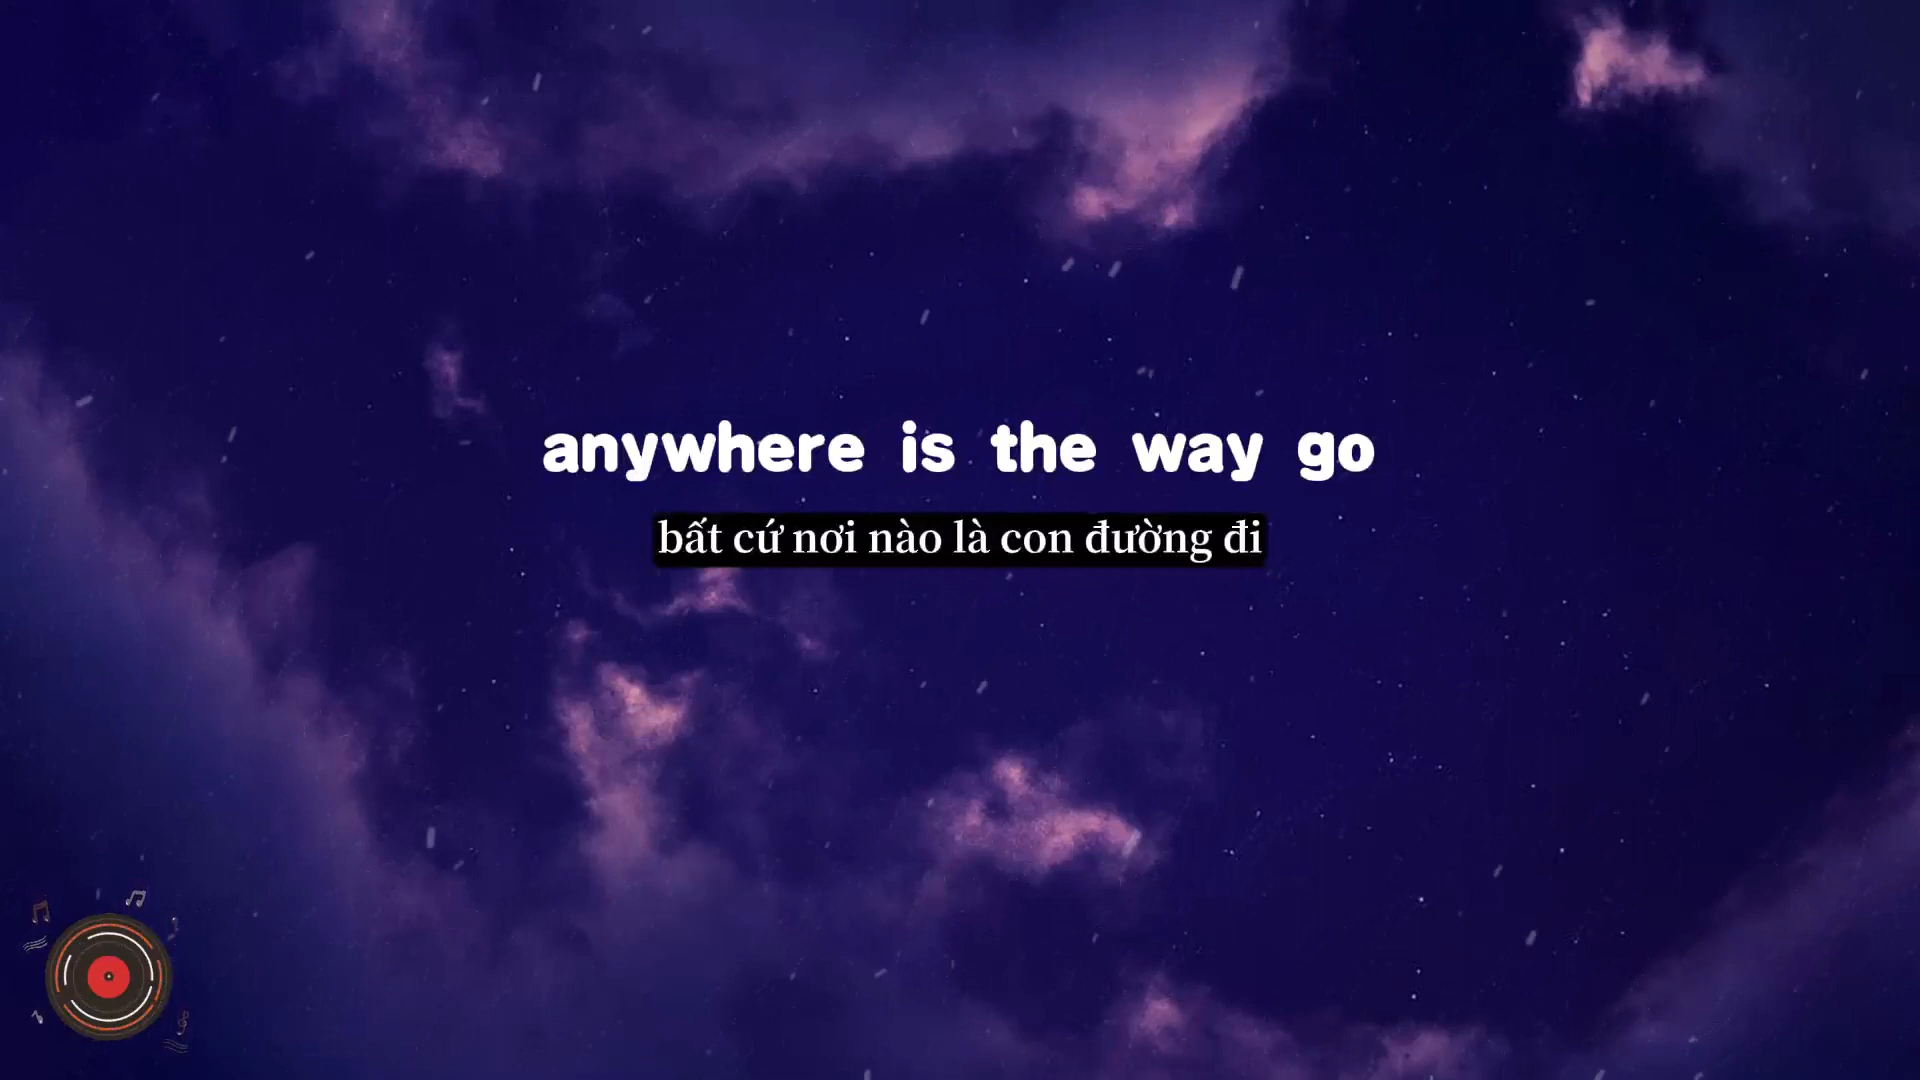 anywhere is the way go
bất cứ nơi nào là con đường đi